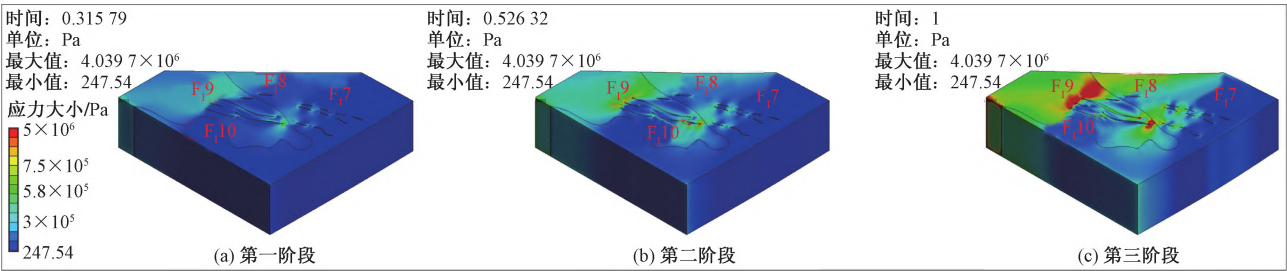 时间：0.315 79
单位：Pa
最大值：4.039 7×10⁶
最小值：247.54
应力大小/Pa
5×10⁶
7.5×10⁵
5.8×10⁵
3×10⁵
247.54
F₁9
F₁8
F₁7
F₁10
(a) 第一阶段
时间：0.526 32
单位：Pa
最大值：4.039 7×10⁶
最小值：247.54
F₁9
F₁8
F₁7
F₁10
(b) 第二阶段
时间：1
单位：Pa
最大值：4.039 7×10⁶
最小值：247.54
F₁9
F₁8
F₁7
F₁10
(c) 第三阶段